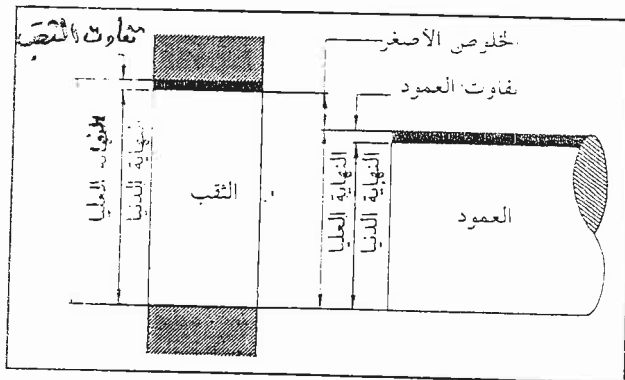 تفاوت الثقب
الخلوص الأصغر
تفاوت العمود
النهاية العليا
النهاية الدنيا
الثقب
النهاية العليا
النهاية الدنيا
العمود